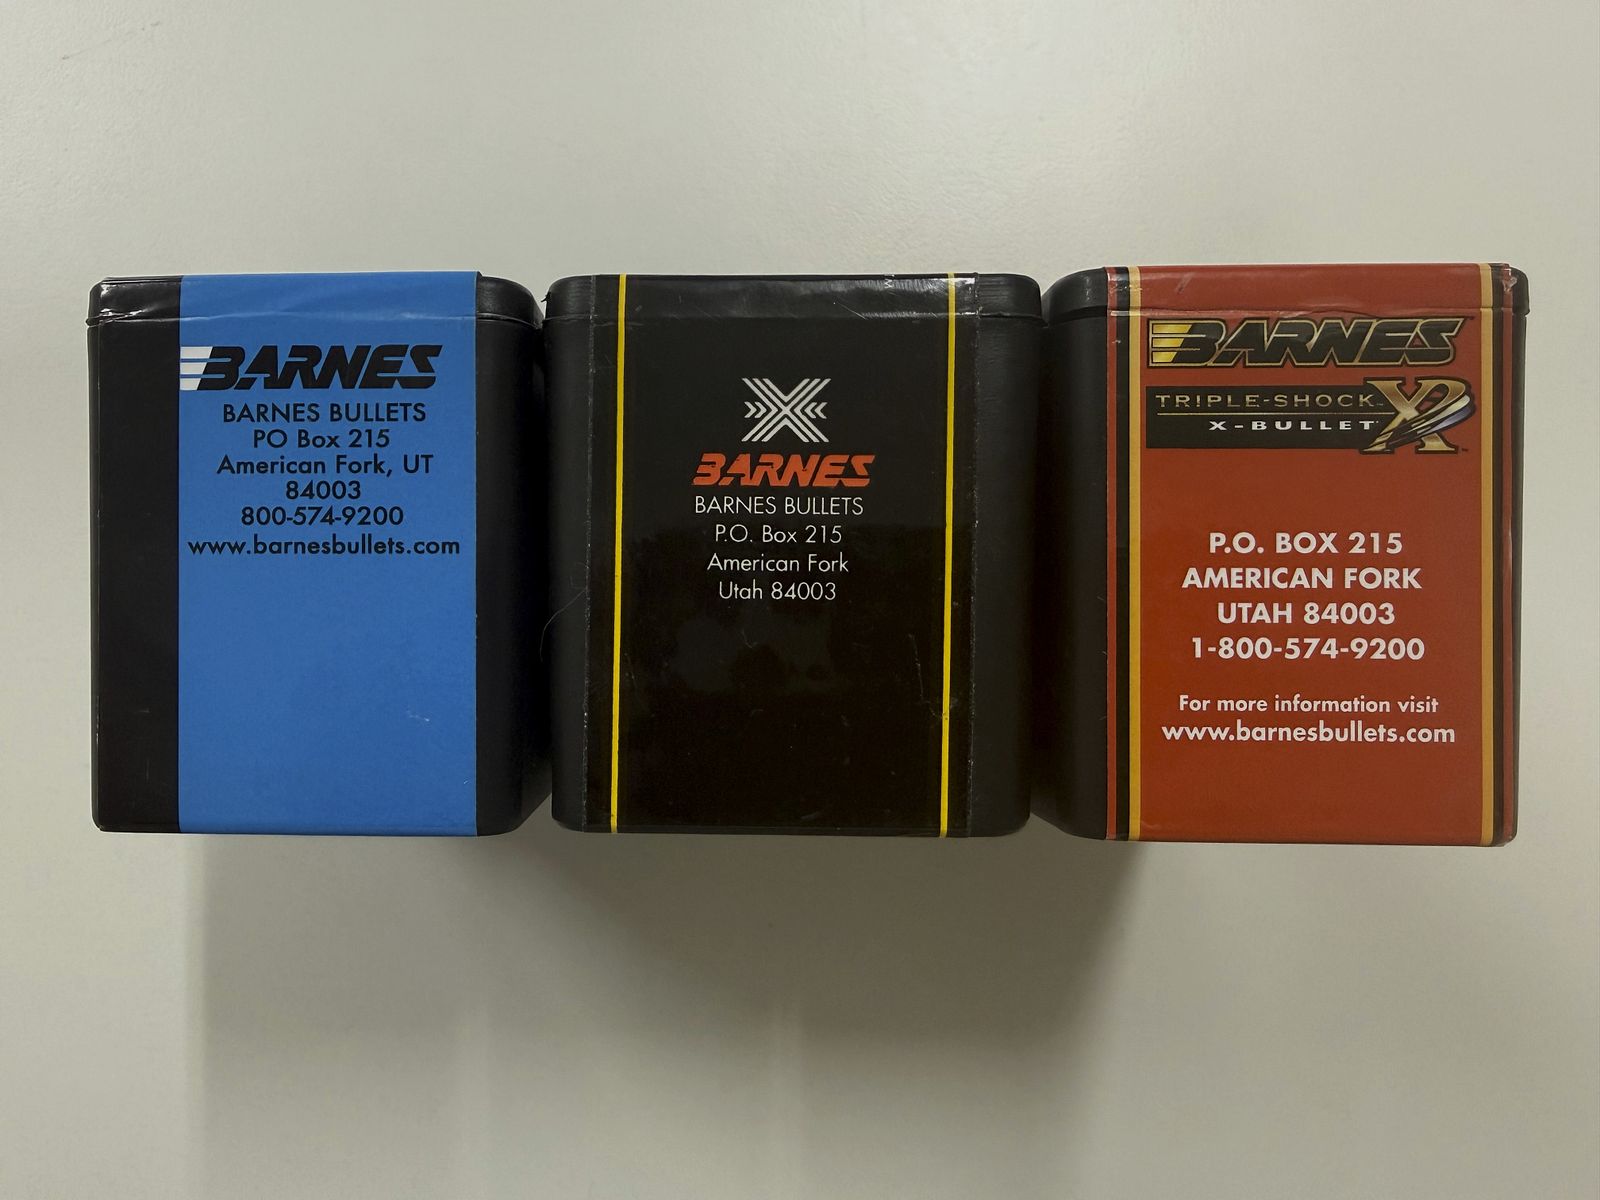 BARNES
BARNES BULLETS
PO Box 215
American Fork, UT
84003
800-574-9200
www.barnesbullets.com
X
BARNES
BARNES BULLETS
P.O. Box 215
American Fork
Utah 84003
BARNES™
TRIPLE-SHOCK™
X-BULLET
X
P.O. BOX 215
AMERICAN FORK
UTAH 84003
1-800-574-9200
For more information visit
www.barnesbullets.com